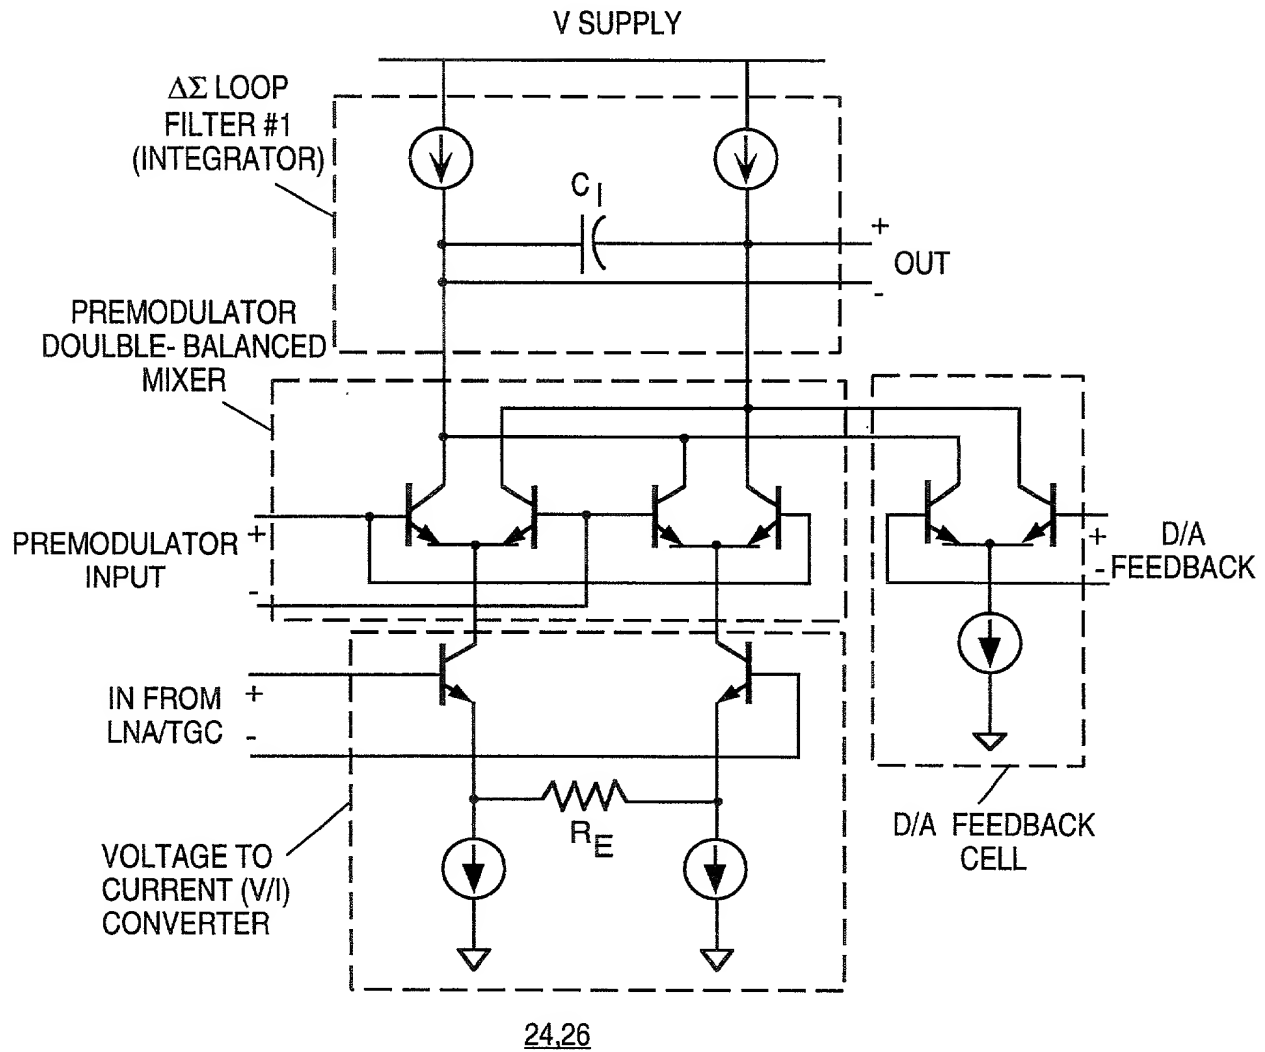 V SUPPLY
ΔΣ LOOP
FILTER #1
(INTEGRATOR)
C I
+
OUT
-
PREMODULATOR
DOULBLE- BALANCED
MIXER
PREMODULATOR +
INPUT
-
+
D/A
- FEEDBACK
IN FROM +
LNA/TGC
-
RE
D/A FEEDBACK
CELL
VOLTAGE TO
CURRENT (V/I)
CONVERTER
24,26